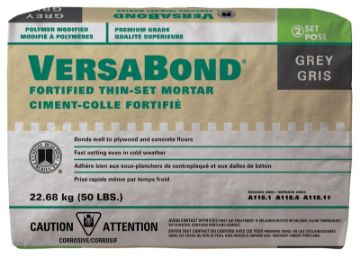 POLYMER MODIFIED
MODIFIÉ À POLYMÈRES
PREMIUM GRADE
QUALITÉ SUPÉRIEURE
2 SET
POSE
GREY
GRIS
VERSABOND®
FORTIFIED THIN-SET MORTAR
CIMENT-COLLE FORTIFIÉ
CUSTOM
BUILDING
PRODUCTS
Bonds well to plywood and concrete floors
Fast setting even in cold weather
Adhère bien aux sous-planchers de contreplaqué et aux dalles de béton
Prise rapide même par temps froid
22.68 kg (50 LBS.)
A118.1 A118.4 A118.11
CAUTION ATTENTION
CORROSIVE/CORROSIF